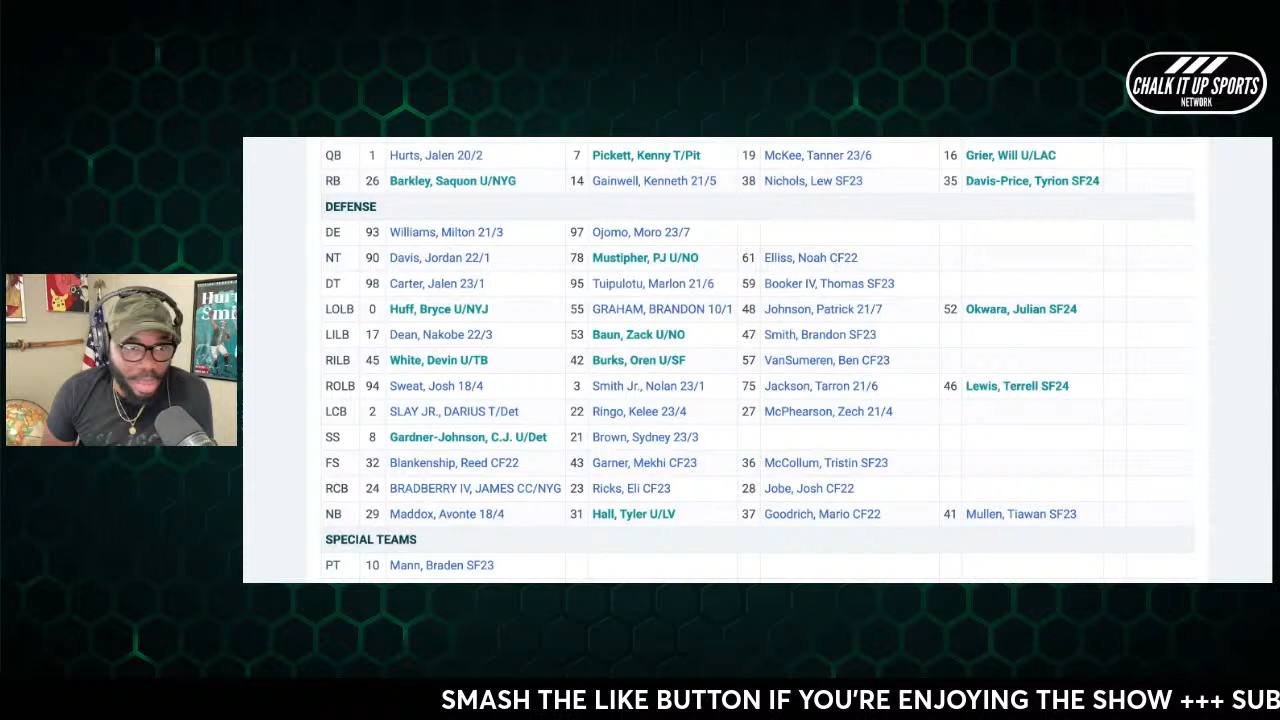 CHALK IT UP SPORTS
NETWORK
QB 1 Hurts, Jalen 20/2 7 Pickett, Kenny T/Pit 19 McKee, Tanner 23/6 16 Grier, Will U/LAC
RB 26 Barkley, Saquon U/NYG 14 Gainwell, Kenneth 21/5 38 Nichols, Lew SF23 35 Davis-Price, Tyrion SF24
DEFENSE
DE 93 Williams, Milton 21/3 97 Ojomo, Moro 23/7
NT 90 Davis, Jordan 22/1 78 Mustipher, PJ U/NO 61 Elliss, Noah CF22
DT 98 Carter, Jalen 23/1 95 Tuipulotu, Marlon 21/6 59 Booker IV, Thomas SF23
LOLB 0 Huff, Bryce U/NYJ 55 GRAHAM, BRANDON 10/1 48 Johnson, Patrick 21/7 52 Okwara, Julian SF24
LILB 17 Dean, Nakobe 22/3 53 Baun, Zack U/NO 47 Smith, Brandon SF23
RILB 45 White, Devin U/TB 42 Burks, Oren U/SF 57 VanSumeren, Ben CF23
ROLB 94 Sweat, Josh 18/4 3 Smith Jr., Nolan 23/1 75 Jackson, Tarron 21/6 46 Lewis, Terrell SF24
LCB 2 SLAY JR., DARIUS T/Det 22 Ringo, Kelee 23/4 27 McPhearson, Zech 21/4
SS 8 Gardner-Johnson, C.J. U/Det 21 Brown, Sydney 23/3
FS 32 Blankenship, Reed CF22 43 Garner, Mekhi CF23 36 McCollum, Tristin SF23
RCB 24 BRADBERRY IV, JAMES CC/NYG 23 Ricks, Eli CF23 28 Jobe, Josh CF22
NB 29 Maddox, Avonte 18/4 31 Hall, Tyler U/LV 37 Goodrich, Mario CF22 41 Mullen, Tiawan SF23
SPECIAL TEAMS
PT 10 Mann, Braden SF23
SMASH THE LIKE BUTTON IF YOU'RE ENJOYING THE SHOW +++ SUB